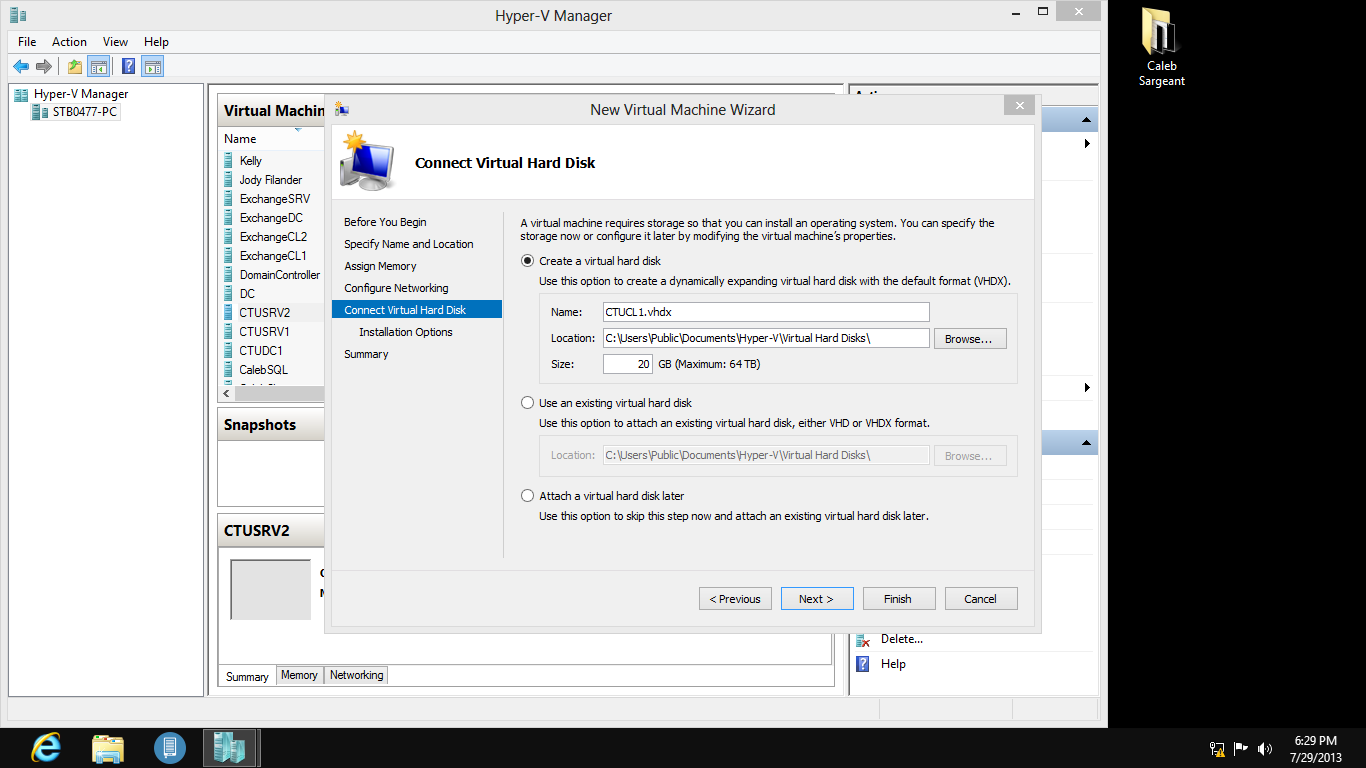 Hyper-V Manager
File Action View Help
Hyper-V Manager
STB0477-PC
Virtual Machin
Name
Kelly
Jody Filander
ExchangeSRV
ExchangeDC
ExchangeCL2
ExchangeCL1
DomainController
DC
CTUSRV2
CTUSRV1
CTUDC1
CalebSQL
Snapshots
CTUSRV2
Summary Memory Networking
New Virtual Machine Wizard
Connect Virtual Hard Disk
Before You Begin
Specify Name and Location
Assign Memory
Configure Networking
Connect Virtual Hard Disk
Installation Options
Summary
A virtual machine requires storage so that you can install an operating system. You can specify the
storage now or configure it later by modifying the virtual machine's properties.
Create a virtual hard disk
Use this option to create a dynamically expanding virtual hard disk with the default format (VHDX).
Name: CTUCL1.vhdx
Location: C:\Users\Public\Documents\Hyper-V\Virtual Hard Disks\ Browse...
Size: 20 GB (Maximum: 64 TB)
Use an existing virtual hard disk
Use this option to attach an existing virtual hard disk, either VHD or VHDX format.
Location: C:\Users\Public\Documents\Hyper-V\Virtual Hard Disks\ Browse...
Attach a virtual hard disk later
Use this option to skip this step now and attach an existing virtual hard disk later.
< Previous Next > Finish Cancel
Delete...
Help
Caleb
Sargeant
6:29 PM
7/29/2013